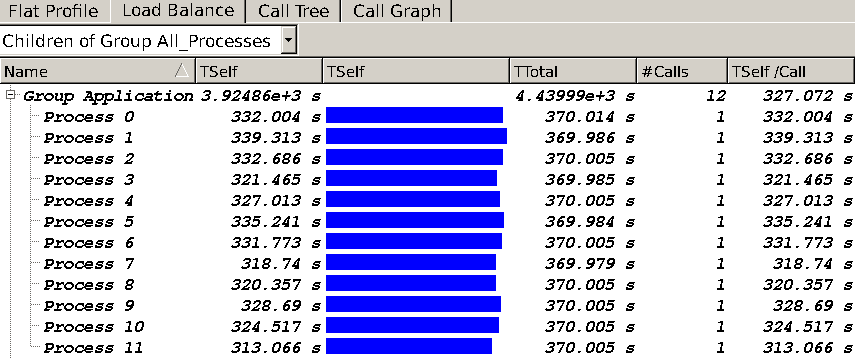 Flat Profile Load Balance Call Tree Call Graph
Children of Group All_Processes
Name TSelf TSelf TTotal #Calls TSelf /Call
Group Application 3.92486e+3 s 4.43999e+3 s 12 327.072 s
Process 0 332.004 s 370.014 s 1 332.004 s
Process 1 339.313 s 369.986 s 1 339.313 s
Process 2 332.686 s 370.005 s 1 332.686 s
Process 3 321.465 s 369.985 s 1 321.465 s
Process 4 327.013 s 370.005 s 1 327.013 s
Process 5 335.241 s 369.984 s 1 335.241 s
Process 6 331.773 s 370.005 s 1 331.773 s
Process 7 318.74 s 369.979 s 1 318.74 s
Process 8 320.357 s 370.005 s 1 320.357 s
Process 9 328.69 s 370.005 s 1 328.69 s
Process 10 324.517 s 370.005 s 1 324.517 s
Process 11 313.066 s 370.005 s 1 313.066 s